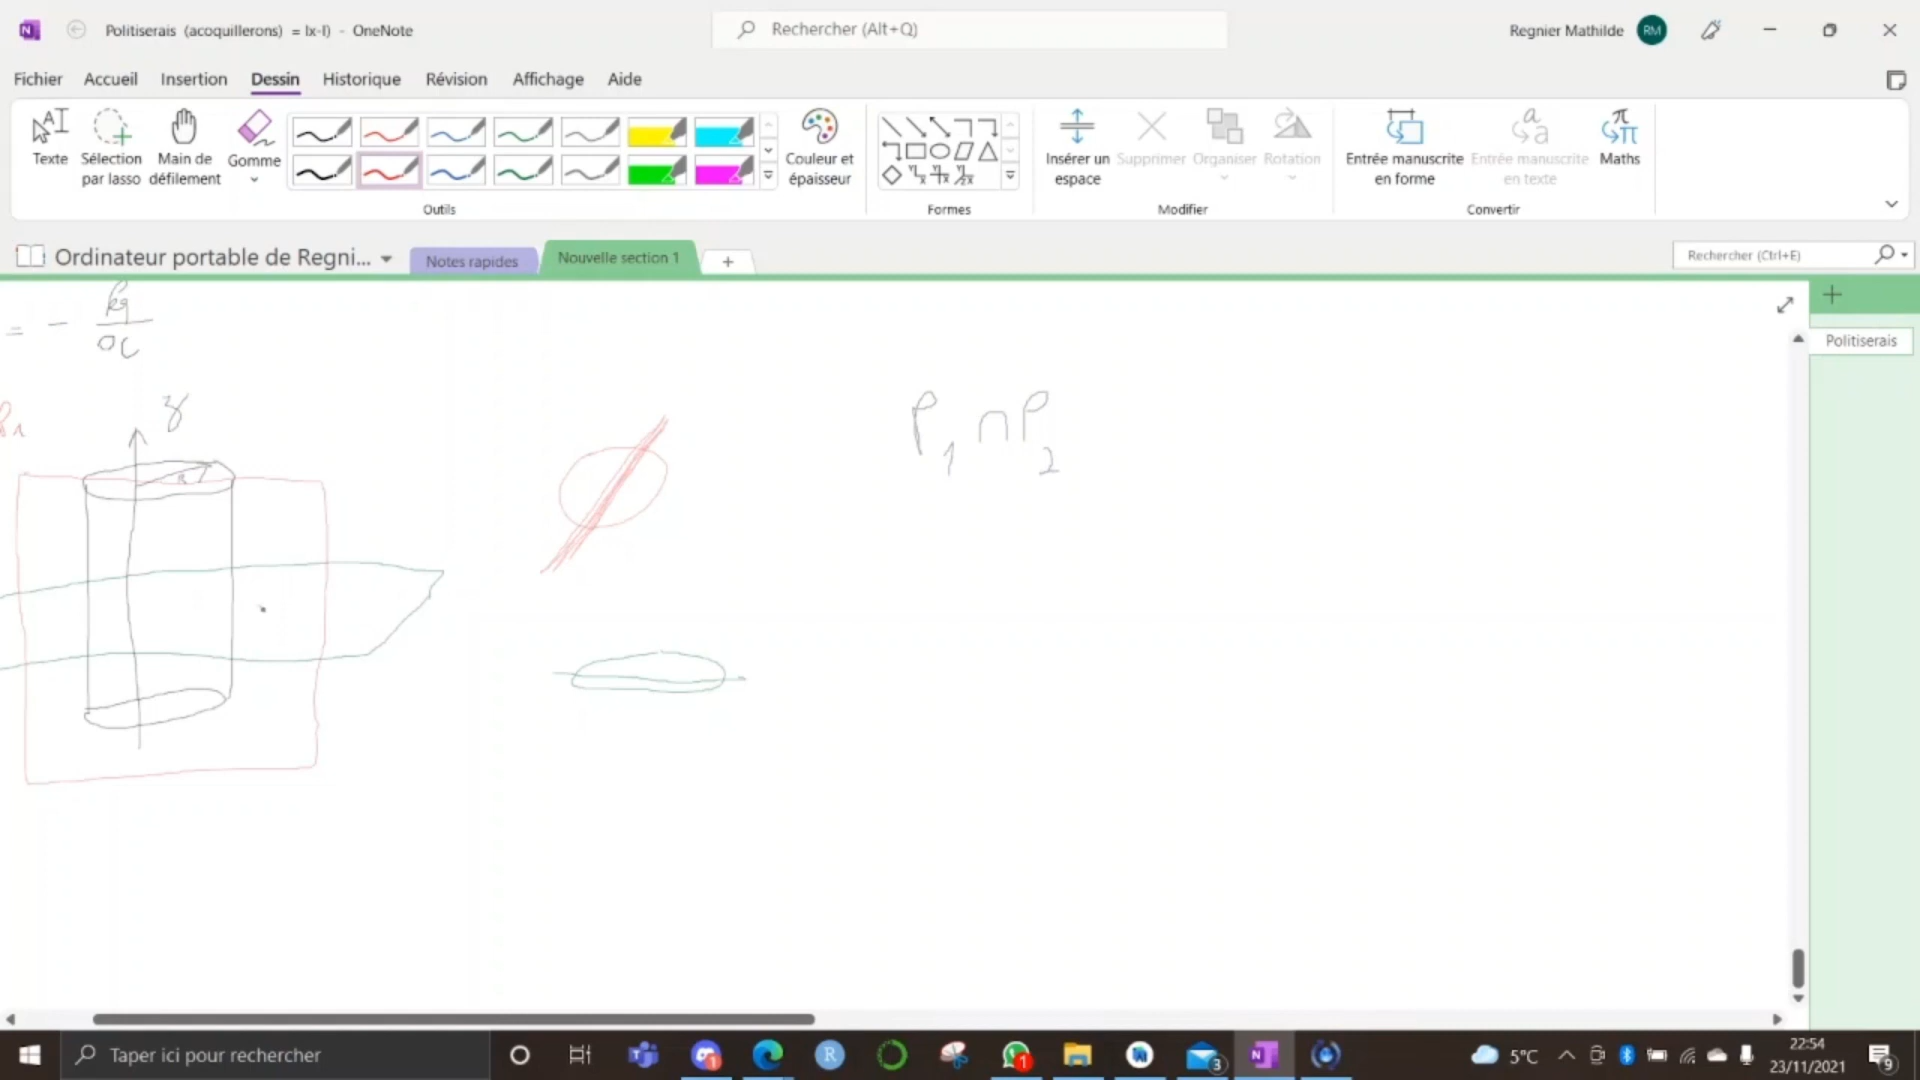 Politiserais (acoquillerons) = lx-l) - OneNote
Rechercher (Alt+Q)
Regnier Mathilde
RM
Fichier Accueil Insertion Dessin Historique Révision Affichage Aide
Texte
Sélection par lasso
Main de défilement
Gomme
Couleur et épaisseur
Insérer un espace
Supprimer
Organiser
Rotation
Entrée manuscrite en forme
Entrée manuscrite en texte
Maths
Outils
Formes
Modifier
Convertir
Ordinateur portable de Regni...
Notes rapides
Nouvelle section 1
+
Rechercher (Ctrl+E)
Politiserais
P₁ ∩ P₂
Taper ici pour rechercher
5°C
22:54
23/11/2021